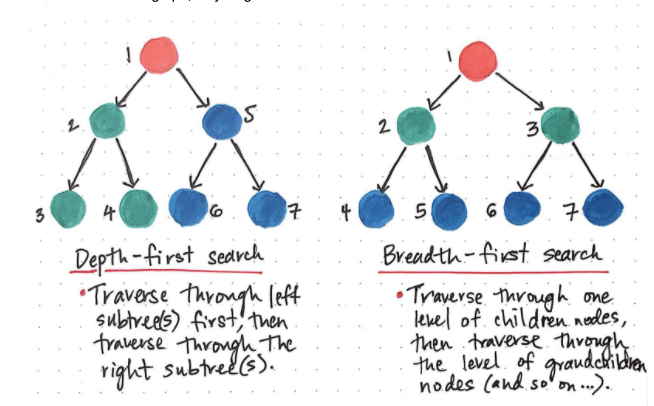 1
2
5
3
4
6
7
Depth-first search
• Traverse through left
subtree(s) first, then
traverse through the
right subtree(s).
1
2
3
4
5
6
7
Breadth-first search
• Traverse through one
level of children nodes,
then traverse through
the level of grandchildren
nodes (and so on...).